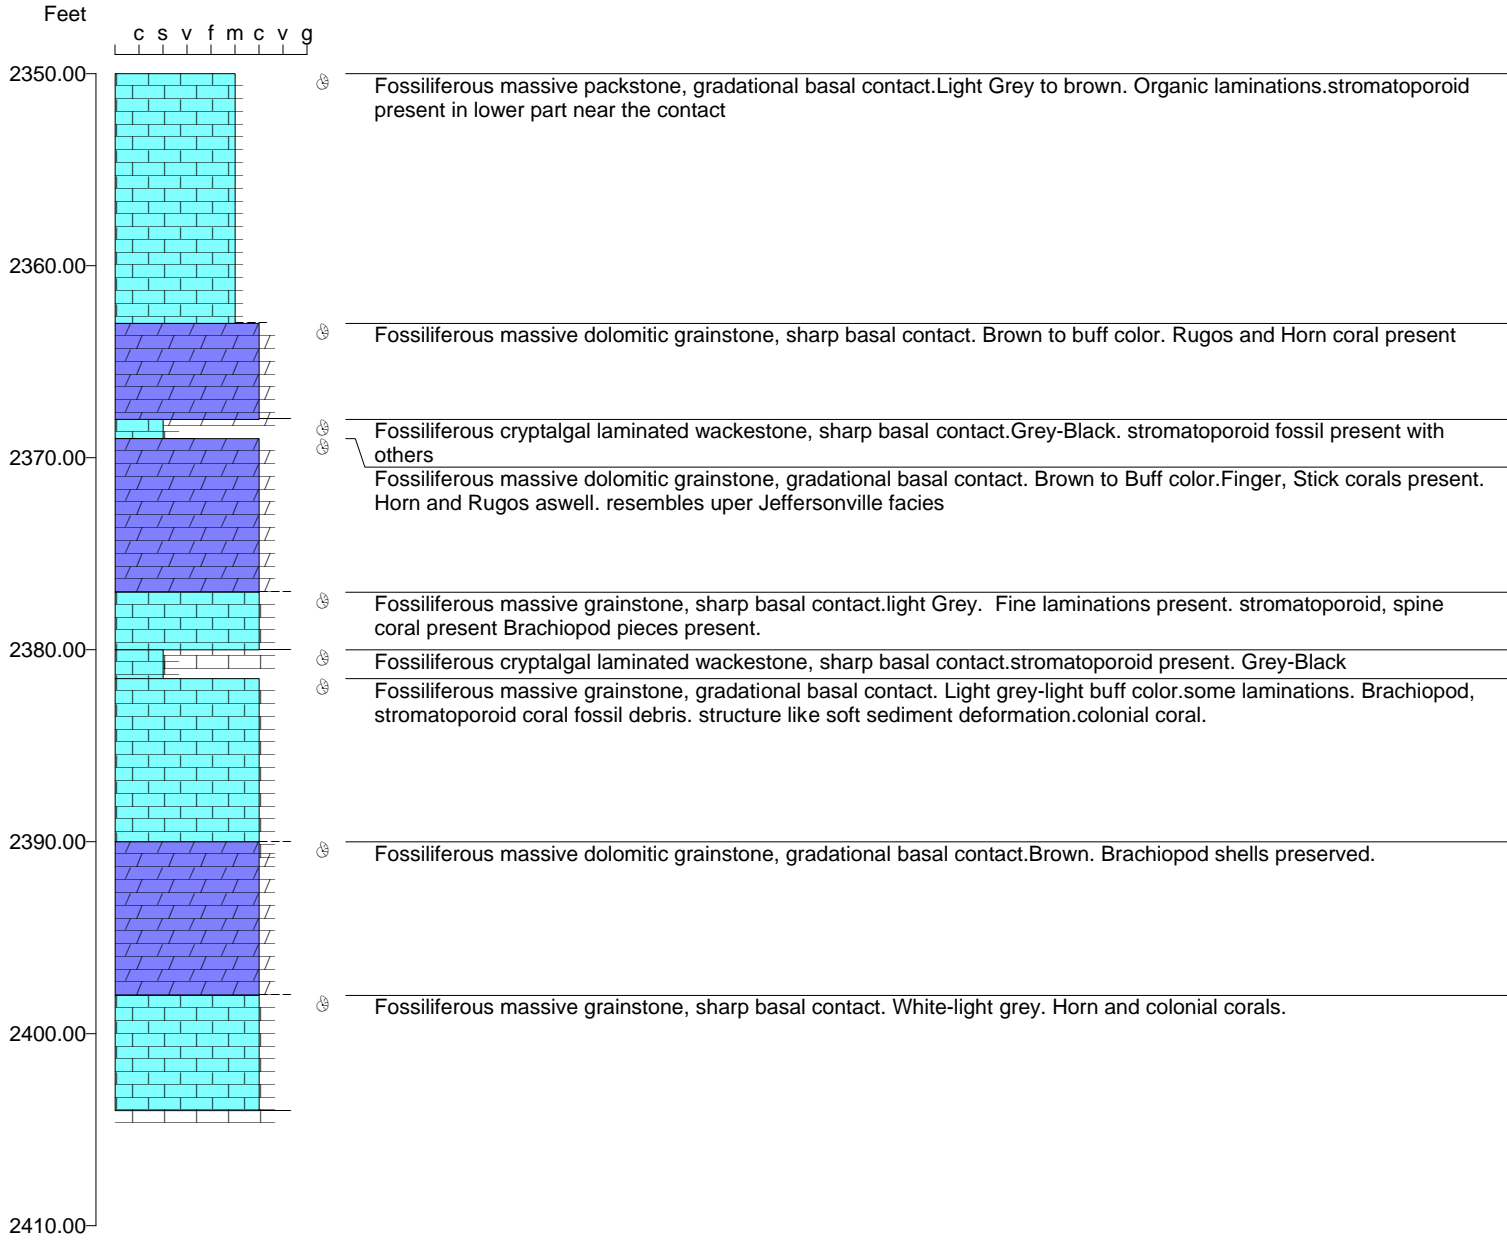 Feet
c s v f m c v g
2350.00
Fossiliferous massive packstone, gradational basal contact.Light Grey to brown. Organic laminations.stromatoporoid
present in lower part near the contact
2360.00
Fossiliferous massive dolomitic grainstone, sharp basal contact. Brown to buff color. Rugos and Horn coral present
Fossiliferous cryptalgal laminated wackestone, sharp basal contact.Grey-Black. stromatoporoid fossil present with
others
2370.00
Fossiliferous massive dolomitic grainstone, gradational basal contact. Brown to Buff color.Finger, Stick corals present.
Horn and Rugos aswell. resembles uper Jeffersonville facies
Fossiliferous massive grainstone, sharp basal contact.light Grey.  Fine laminations present. stromatoporoid, spine
coral present Brachiopod pieces present.
2380.00
Fossiliferous cryptalgal laminated wackestone, sharp basal contact.stromatoporoid present. Grey-Black
Fossiliferous massive grainstone, gradational basal contact. Light grey-light buff color.some laminations. Brachiopod,
stromatoporoid coral fossil debris. structure like soft sediment deformation.colonial coral.
2390.00
Fossiliferous massive dolomitic grainstone, gradational basal contact.Brown. Brachiopod shells preserved.
Fossiliferous massive grainstone, sharp basal contact. White-light grey. Horn and colonial corals.
2400.00
2410.00